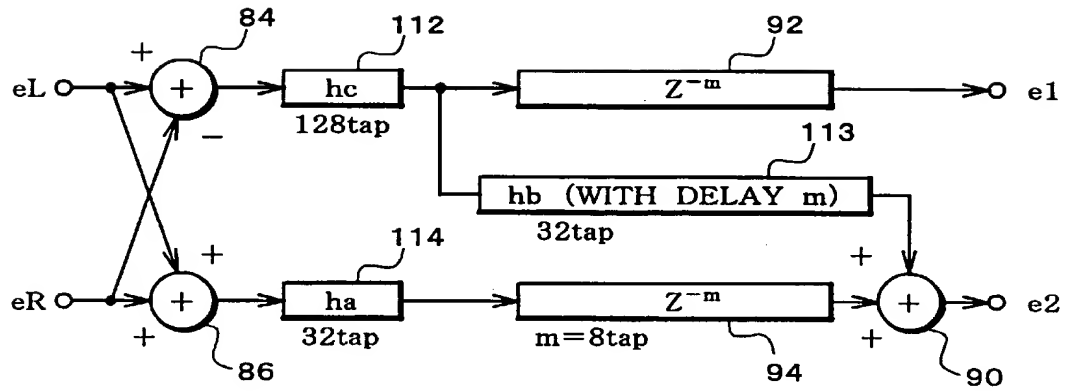 84
112
92
+
eL
+
hc
Z⁻ᵐ
e1
−
128tap
113
hb (WITH DELAY m)
32tap
114
+
+
eR
+
ha
Z⁻ᵐ
+
e2
+
32tap
m=8tap
+
86
94
90